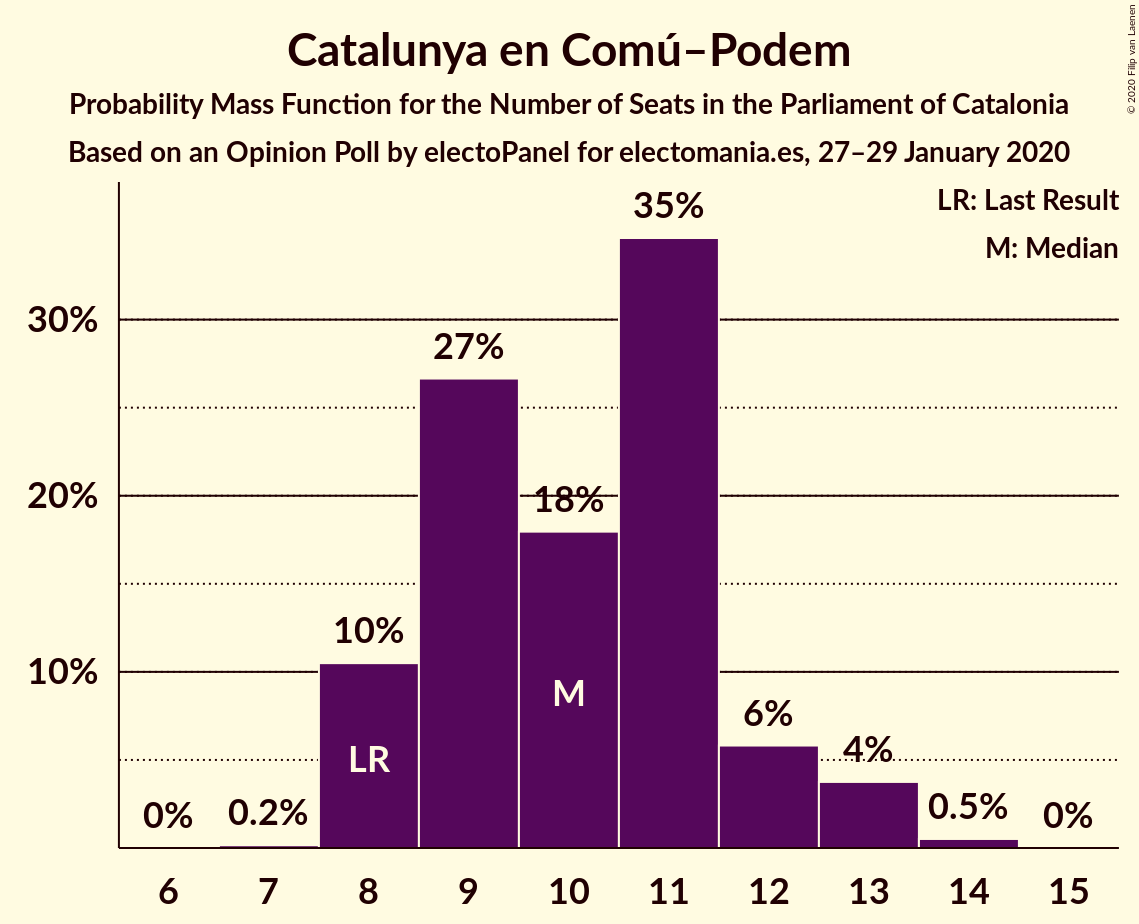 Catalunya en Comú–Podem
Probability Mass Function for the Number of Seats in the Parliament of Catalonia
Based on an Opinion Poll by electoPanel for electomania.es, 27–29 January 2020
© 2020 Filip van Laenen
LR: Last Result
M: Median
35%
30%
27%
20%
18%
10%
10%
6%
4%
M
LR
0%
0.2%
0.5%
0%
6 7 8 9 10 11 12 13 14 15